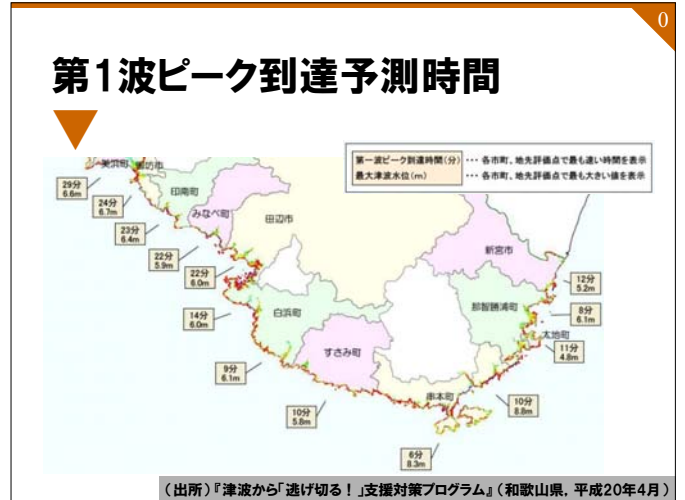 0
第1波ピーク到達予測時間
第一波ピーク到達時間(分) … 各市町、地先評価点で最も速い時間を表示
最大津波水位(m) … 各市町、地先評価点で最も大きい値を表示
美浜町
御坊市
29分
6.6m
印南町
24分
6.7m
みなべ町
23分
6.4m
田辺市
22分
5.9m
新宮市
22分
6.0m
12分
5.2m
14分
6.0m
白浜町
那智勝浦町
8分
6.1m
太地町
すさみ町
11分
4.8m
9分
6.1m
10分
5.8m
串本町
10分
8.8m
6分
8.3m
(出所)『津波から「逃げ切る!」支援対策プログラム』(和歌山県, 平成20年4月)